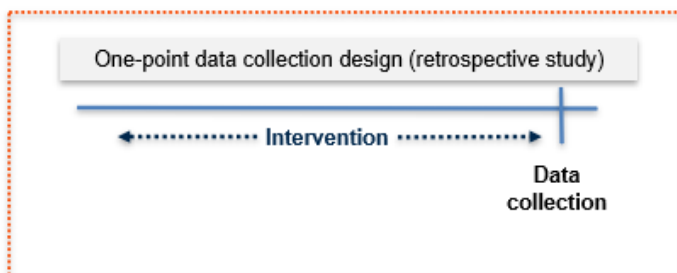 One-point data collection design (retrospective study)
Intervention
Data
collection